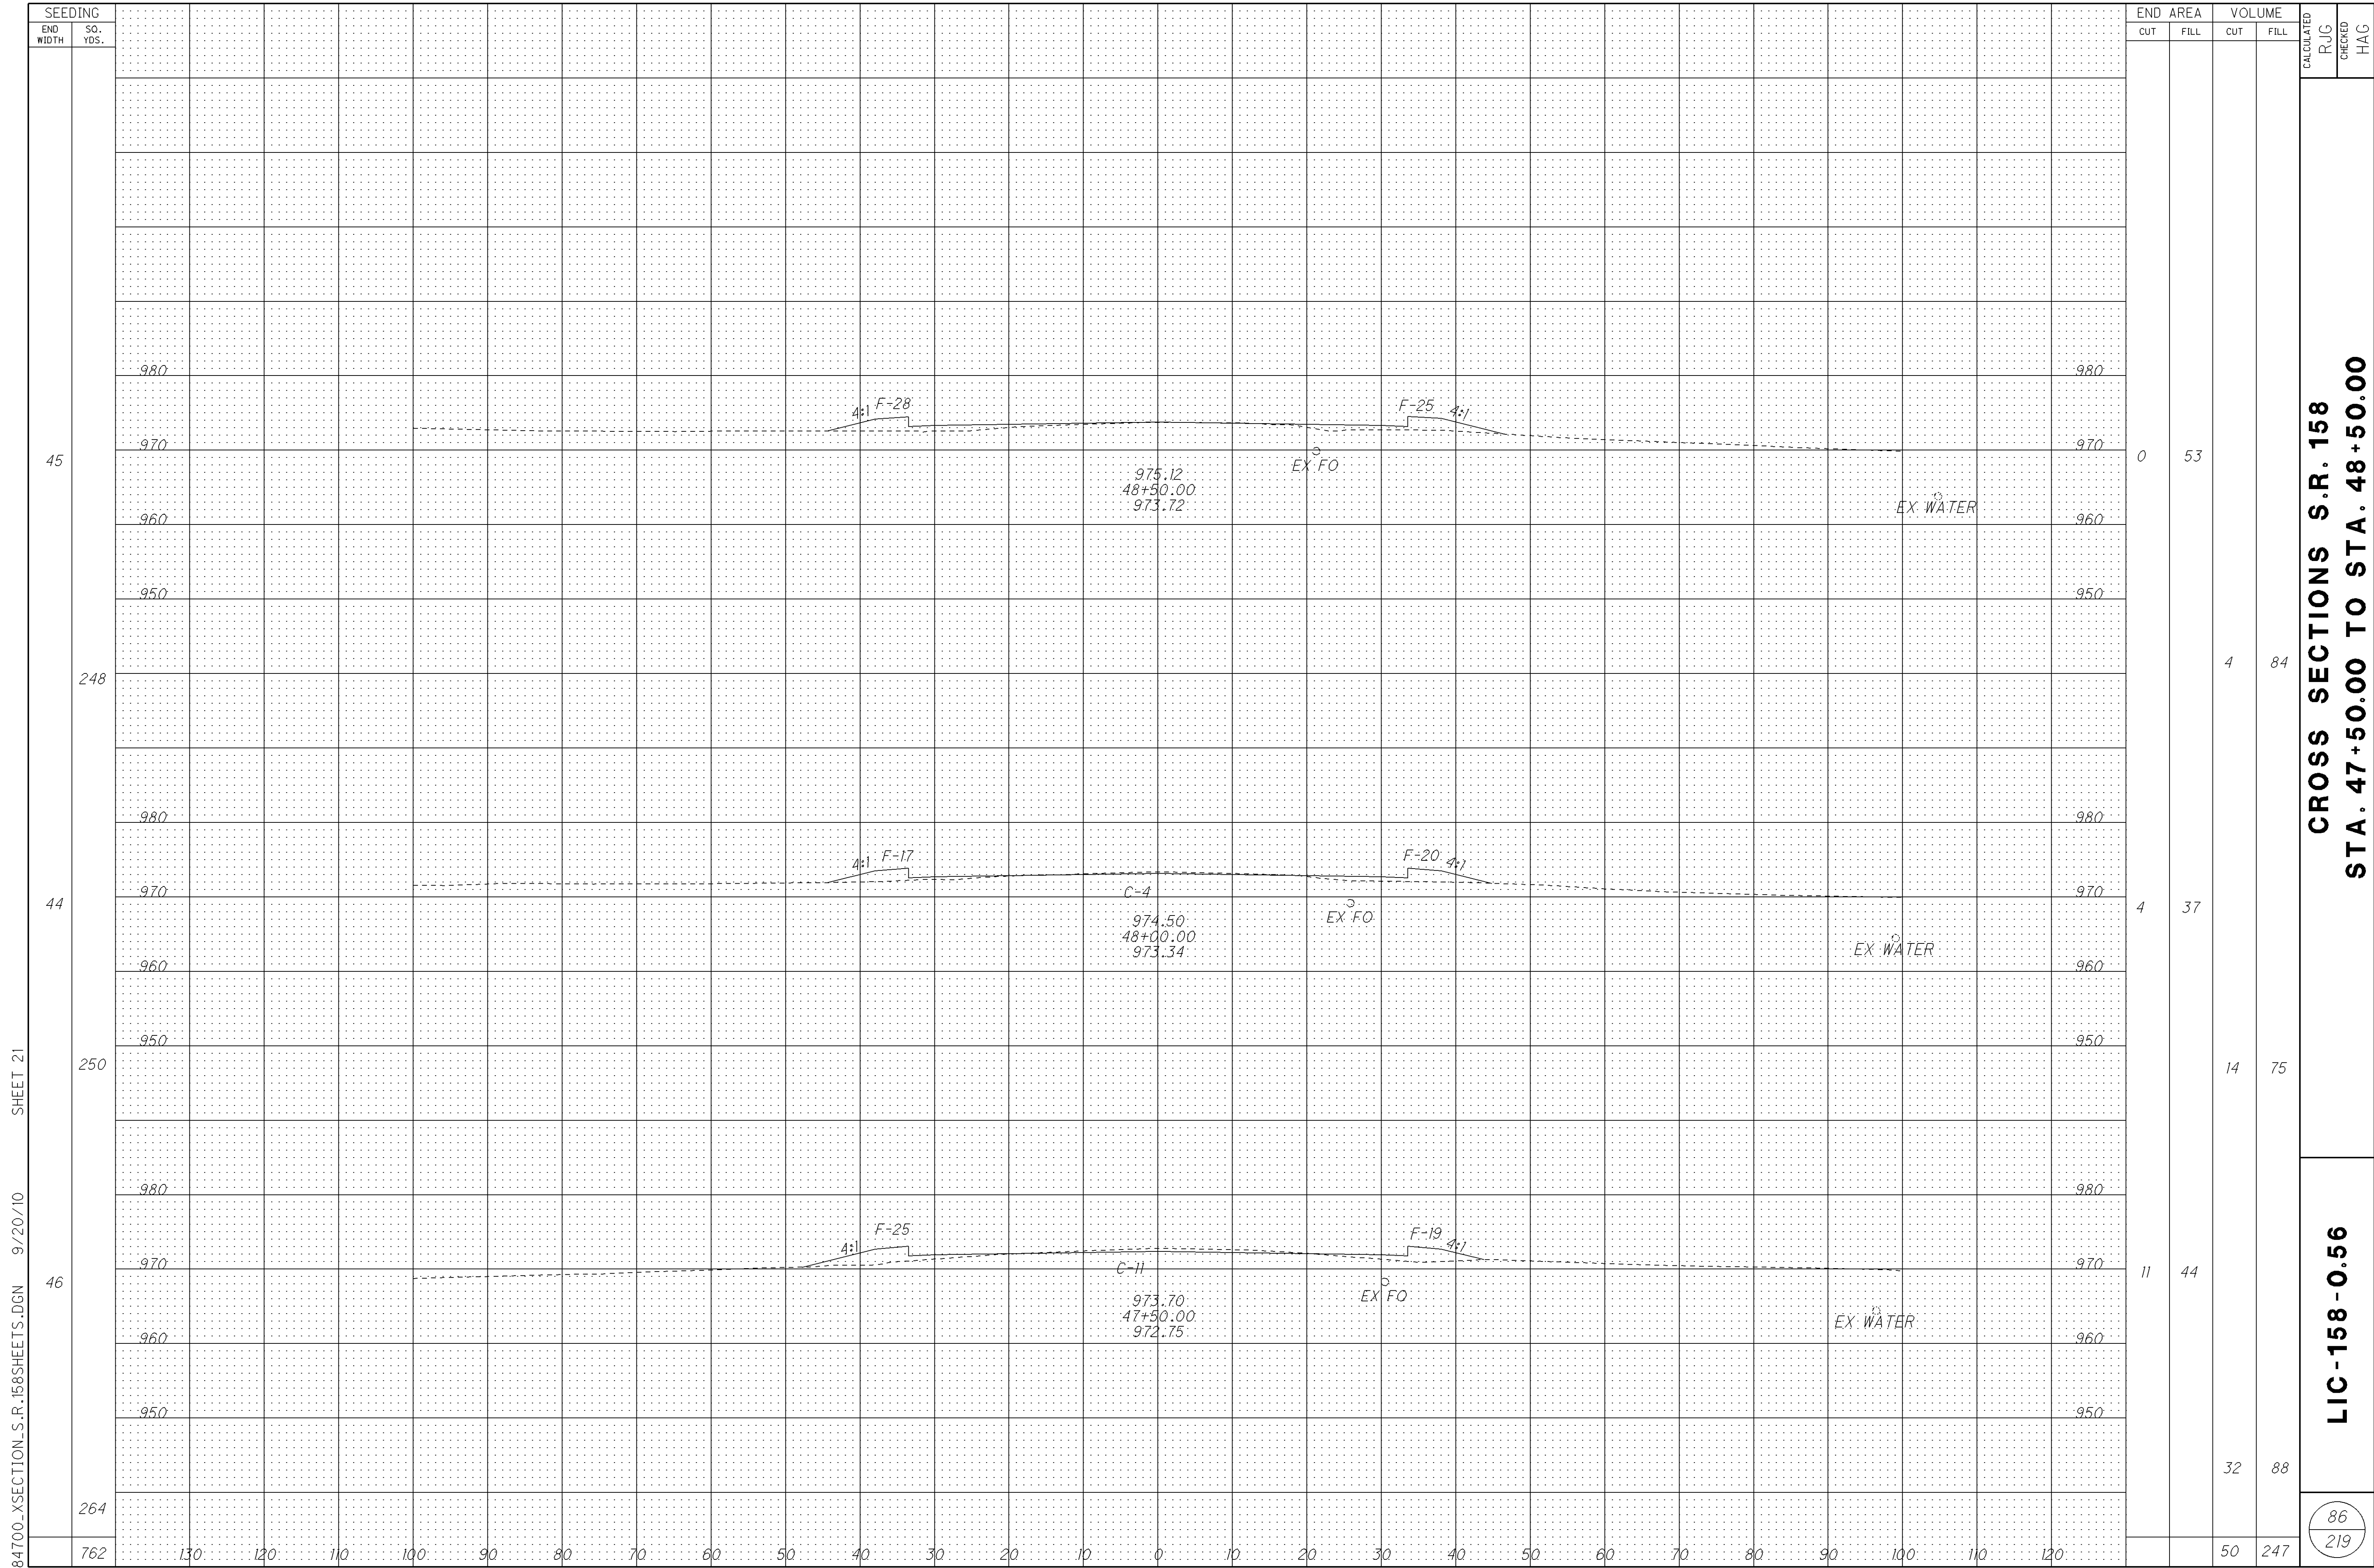 SEEDING
END WIDTH
SQ. YDS.
END AREA
VOLUME
CUT
FILL
CUT
FILL
CALCULATED
RJG
CHECKED
HAG
980
980
4:1
F-28
F-25
4:1
970
970
45
EX FO
0
53
975.12
48+50.00
973.72
EX WATER
960
960
950
950
248
4
84
980
980
4:1
F-17
F-20
4:1
970
970
44
C-4
EX FO
4
37
974.50
48+00.00
973.34
EX WATER
960
960
950
950
250
14
75
980
980
4:1
F-25
F-19
4:1
970
970
46
C-11
EX FO
11
44
973.70
47+50.00
972.75
EX WATER
960
960
950
950
32
88
264
762
130 120 110 100 90 80 70 60 50 40 30 20 10 0 10 20 30 40 50 60 70 80 90 100 110 120
50
247
CROSS SECTIONS S.R. 158
STA. 47+50.00 TO STA. 48+50.00
LIC-158-0.56
86
219
84700_XSECTION_S.R.158SHEETS.DGN 9/20/10 SHEET 21